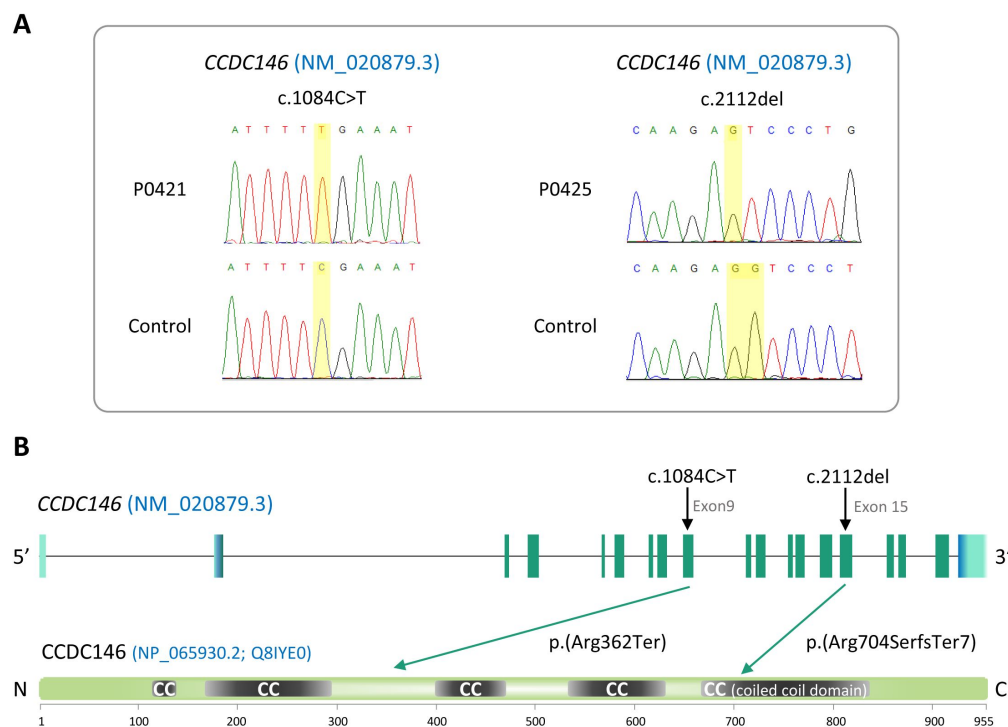 A
CCDC146 (NM_020879.3)
c.1084C>T
A T T T T T G A A A T
P0421
A T T T T C G A A A T
Control
CCDC146 (NM_020879.3)
c.2112del
C A A G A G T C C C T G
P0425
C A A G A G G T C C C T
Control
B
c.1084C>T
c.2112del
CCDC146 (NM_020879.3)
Exon9
Exon 15
5’
3’
p.(Arg362Ter)
p.(Arg704SerfsTer7)
CCDC146 (NP_065930.2; Q8IYE0)
N CC CC CC CC CC (coiled coil domain) C
1 100 200 300 400 500 600 700 800 900 955